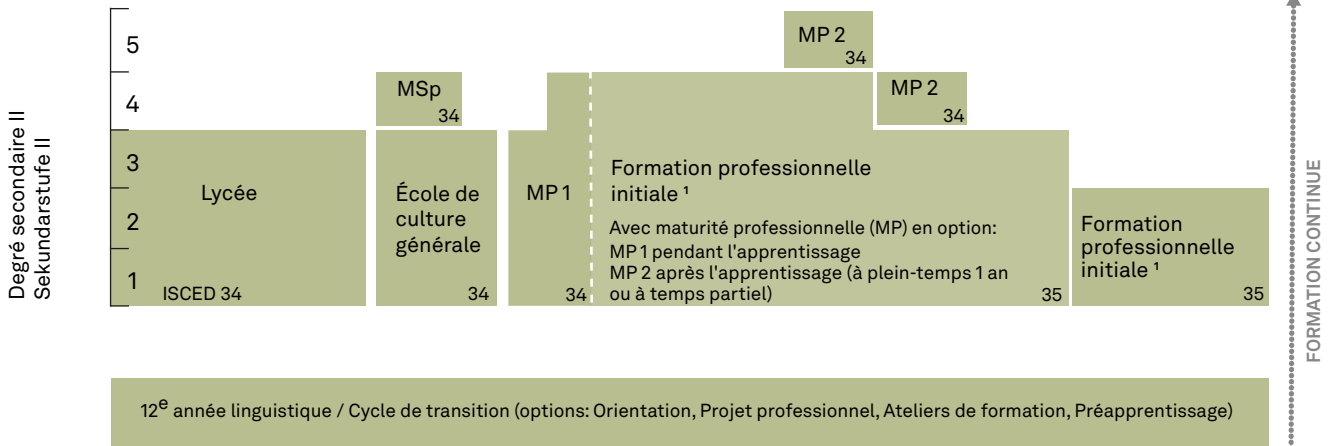 Degré secondaire II
Sekundarstufe II
5
4
3
2
1
MP 2
34
MSp
34
MP 2
34
Lycée
ISCED 34
École de
culture
générale
34
MP 1
34
Formation professionnelle
initiale ¹
Avec maturité professionnelle (MP) en option:
MP 1 pendant l'apprentissage
MP 2 après l'apprentissage (à plein-temps 1 an
ou à temps partiel)
35
Formation
professionnelle
initiale ¹
35
FORMATION CONTINUE
12e année linguistique / Cycle de transition (options: Orientation, Projet professionnel, Ateliers de formation, Préapprentissage)